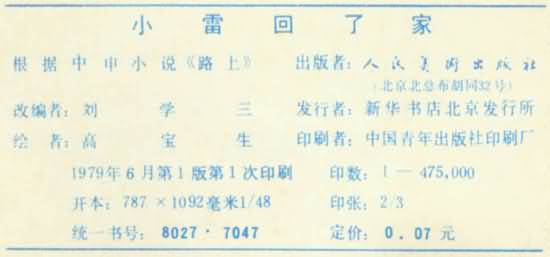 小雷回了家
根据中申小说《路上》 出版者：人民美术出版社
（北京北总布胡同32号）
改编者：刘学三 发行者：新华书店北京发行所
绘者：高宝生 印刷者：中国青年出版社印刷厂
1979年6月第1版第1次印刷 印数：1—475,000
开本：787×1092毫米1/48 印张：2/3
统一书号：8027·7047 定价：0.07元